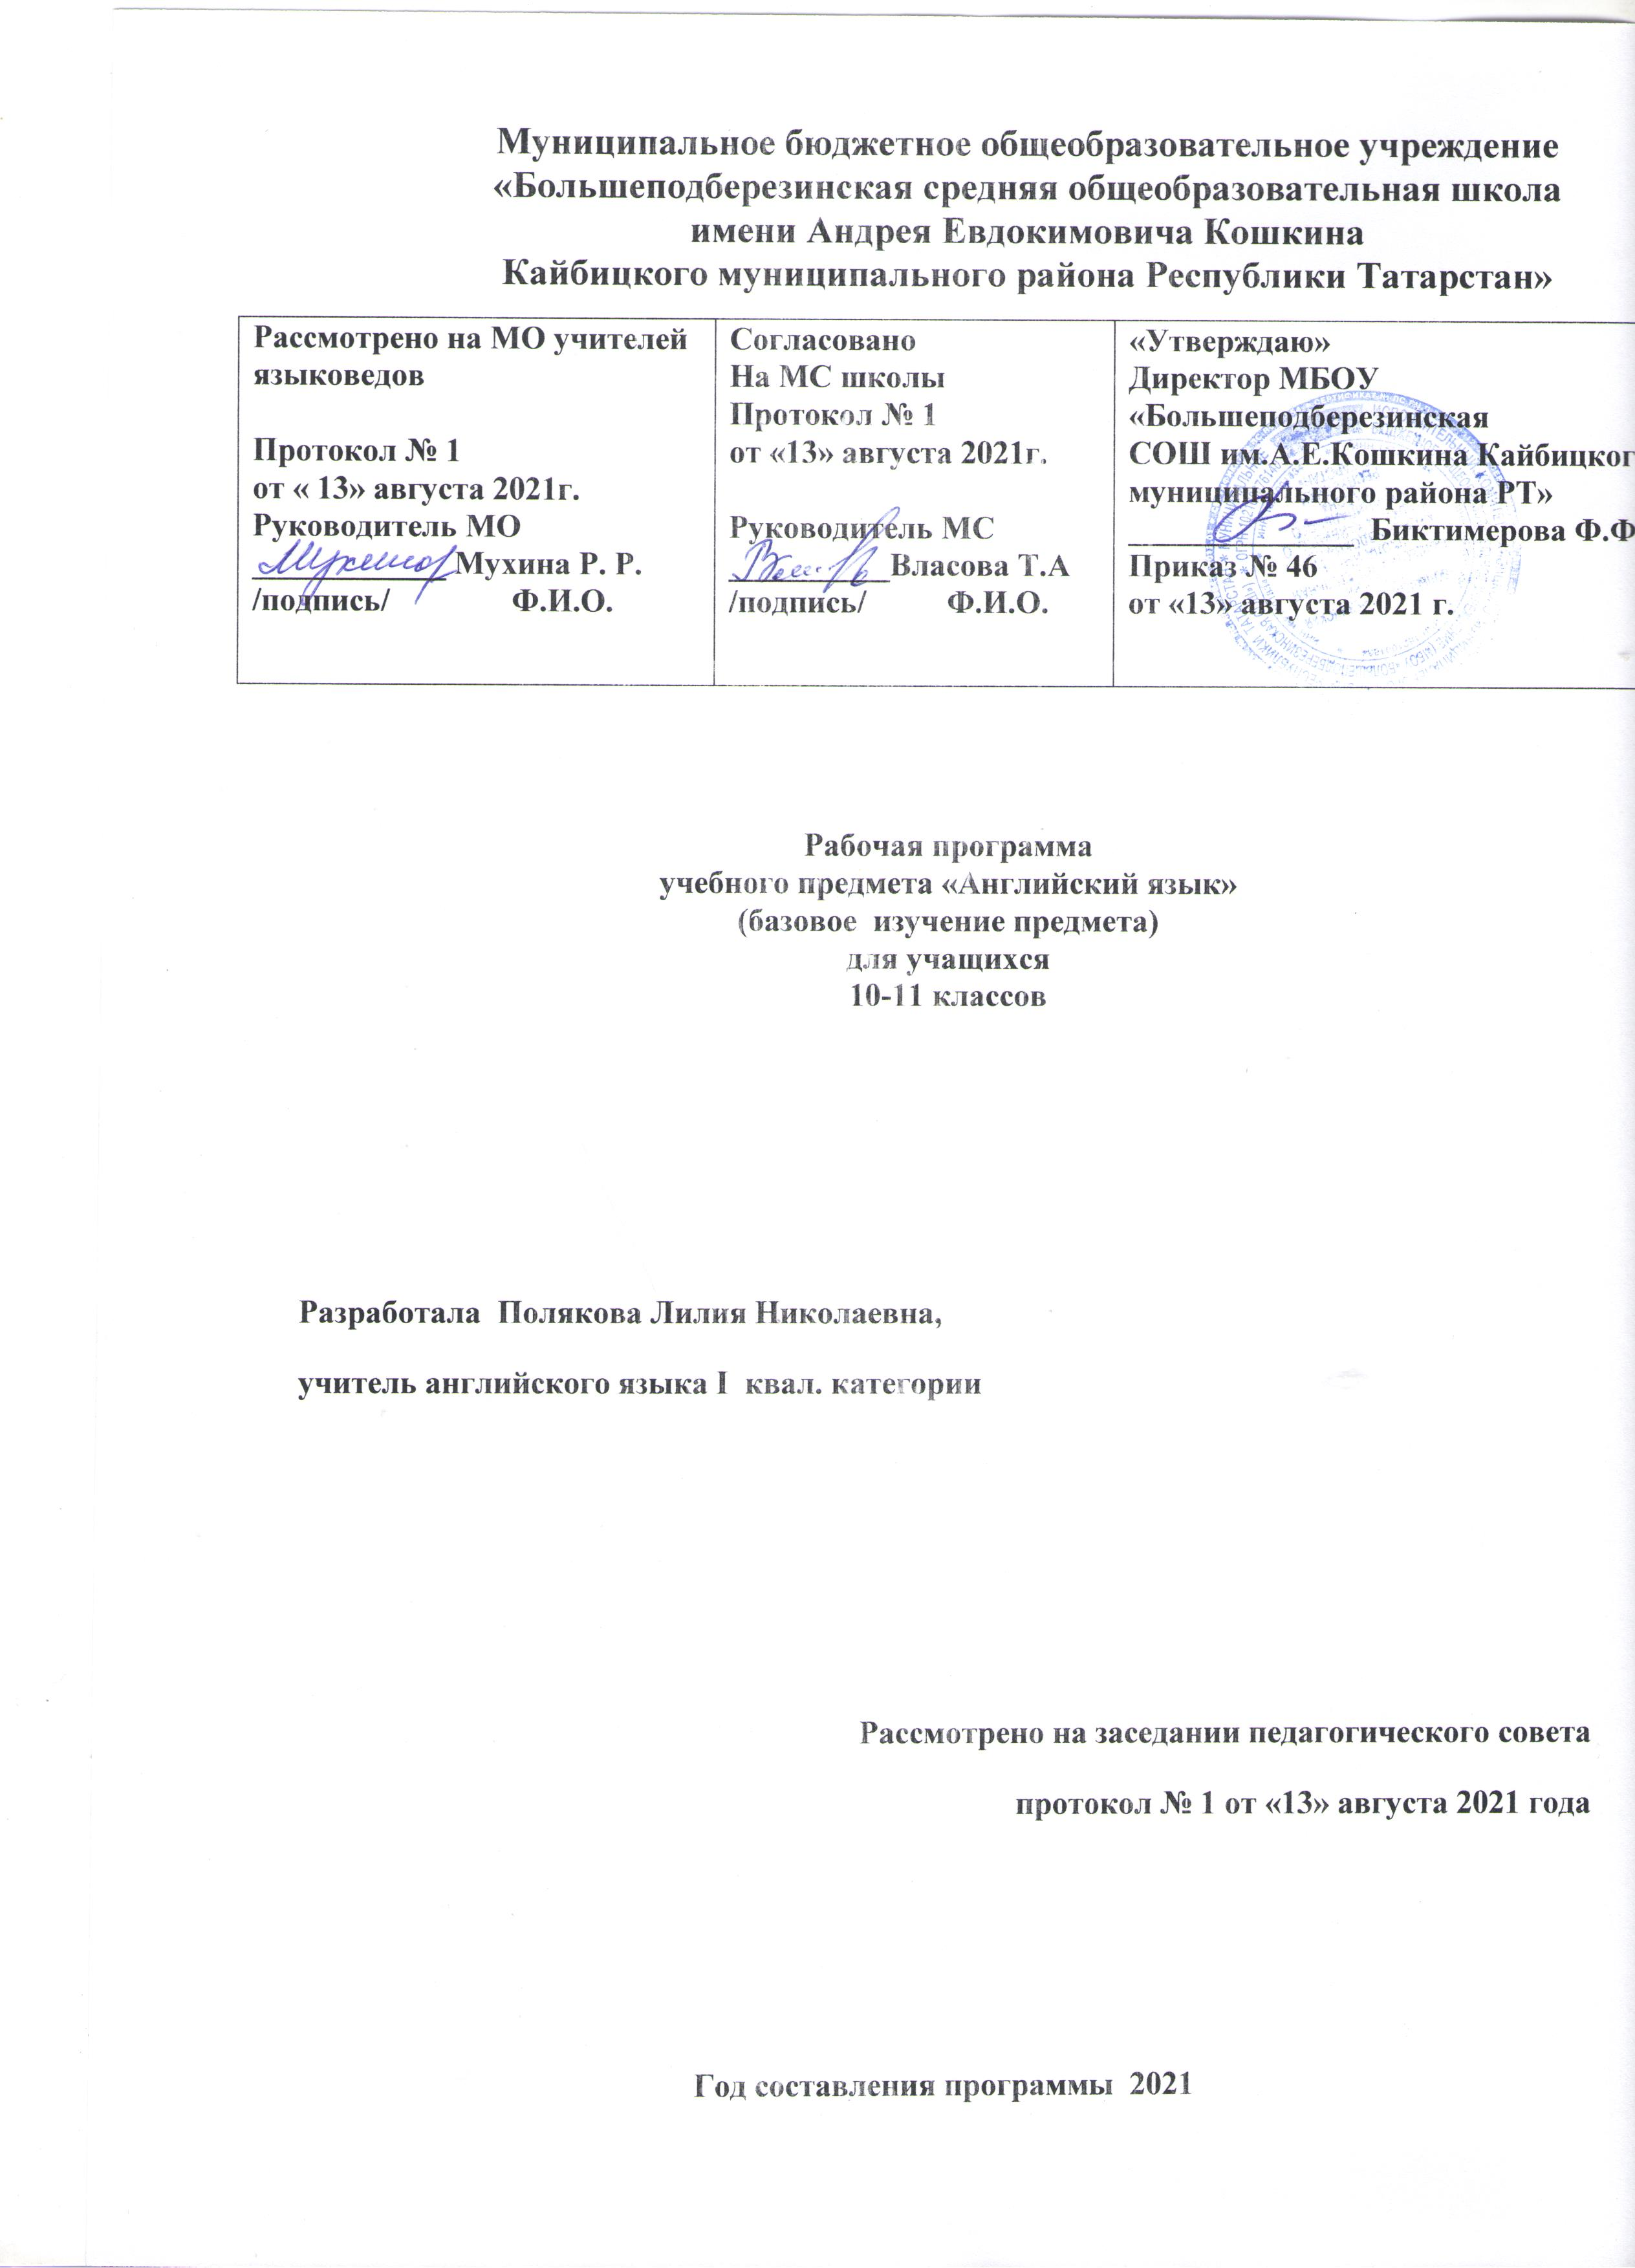 Муниципальное бюджетное общеобразовательное учреждение
«Большеподберезинская средняя общеобразовательная школа
имени Андрея Евдокимовича Кошкина
Кайбицкого муниципального района Республики Татарстан»
Рассмотрено на МО учителей
языковедов
Протокол № 1
от « 13» августа 2021г.
Руководитель МО
____________Мухина Р. Р.
/подпись/ Ф.И.О.
Согласовано
На МС школы
Протокол № 1
от «13» августа 2021г.
Руководитель МС
__________Власова Т.А
/подпись/ Ф.И.О.
«Утверждаю»
Директор МБОУ
«Большеподберезинская
СОШ им.А.Е.Кошкина Кайбицког
муниципального района РТ»
______________ Биктимерова Ф.Ф
Приказ № 46
от «13» августа 2021 г.
Рабочая программа
учебного предмета «Английский язык»
(базовое изучение предмета)
для учащихся
10-11 классов
Разработала Полякова Лилия Николаевна,
учитель английского языка I квал. категории
Рассмотрено на заседании педагогического совета
протокол № 1 от «13» августа 2021 года
Год составления программы 2021